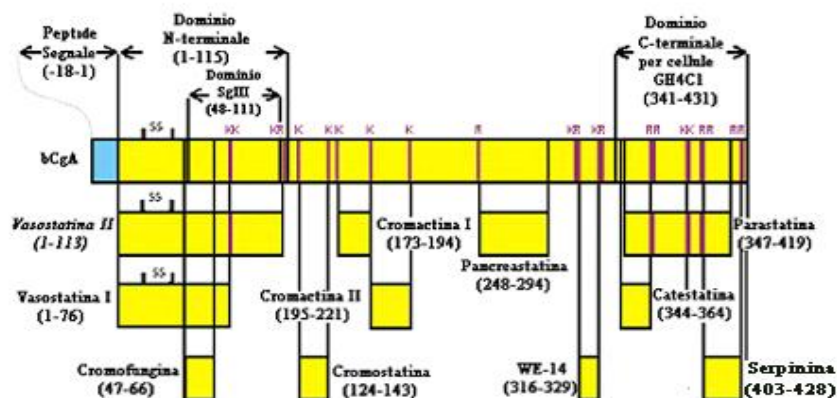 Peptide
Segnale
(-18-1)
Dominio
N-terminale
(1-115)
Dominio
SgIII
(48-111)
Dominio
C-terminale
per cellule
GH4C1
(341-431)
SS
KK
KR
K
KK
K
K
K
R
KR
KR
RR
KK
RR
RR
bCgA
SS
Vasostatina II
(1-113)
Cromactina I
(173-194)
Pancreastatina
(248-294)
Parastatina
(347-419)
SS
Vasostatina I
(1-76)
Cromactina II
(195-221)
Catestatina
(344-364)
Cromofungina
(47-66)
Cromostatina
(124-143)
WE-14
(316-329)
Serpinina
(403-428)